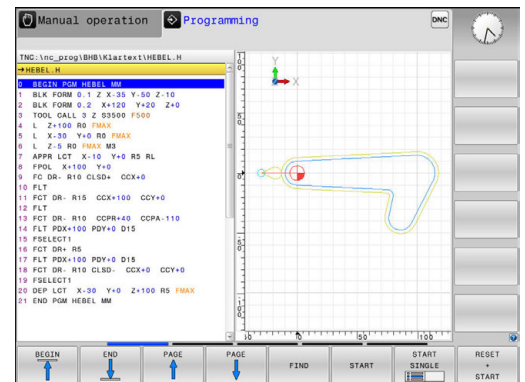 Manual operation
Programming
DNC
TNC:\nc_prog\BHB\Klartext\HEBEL.H
→HEBEL.H
0 BEGIN PGM HEBEL MM
1 BLK FORM 0.1 Z X-35 Y-50 Z-10
2 BLK FORM 0.2 X+120 Y+20 Z+0
3 TOOL CALL 3 Z S3500 F500
4 L Z+100 R0 FMAX
5 L X-30 Y+0 R0 FMAX
6 L Z-5 R0 FMAX M3
7 APPR LCT X-10 Y+0 R5 RL
8 FPOL X+100 Y+0
9 FC DR- R10 CLSD+ CCX+0
10 FLT
11 FCT DR- R15 CCX+100 CCY+0
12 FLT
13 FCT DR- R10 CCPR+40 CCPA-110
14 FLT PDX+100 PDY+0 D15
15 FSELECT1
16 FCT DR+ R5
17 FLT PDX+100 PDY+0 D15
18 FCT DR- R10 CLSD- CCX+0 CCY+0
19 FSELECT1
20 DEP LCT X-30 Y+0 Z+100 R5 FMAX
21 END PGM HEBEL MM
Y
X
0
50
100
BEGIN
END
PAGE
PAGE
FIND
START
START SINGLE
RESET + START